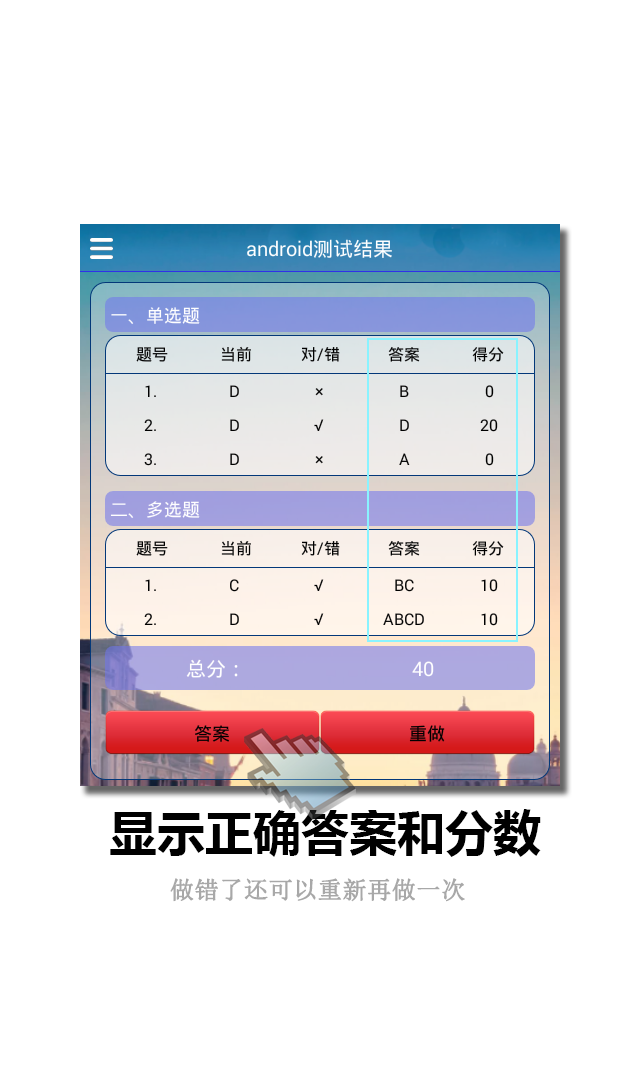 android测试结果
一、单选题
题号 当前 对/错 答案 得分
1. D × B 0
2. D √ D 20
3. D × A 0
二、多选题
题号 当前 对/错 答案 得分
1. C √ BC 10
2. D √ ABCD 10
总分： 40
答案 重做
显示正确答案和分数
做错了还可以重新再做一次